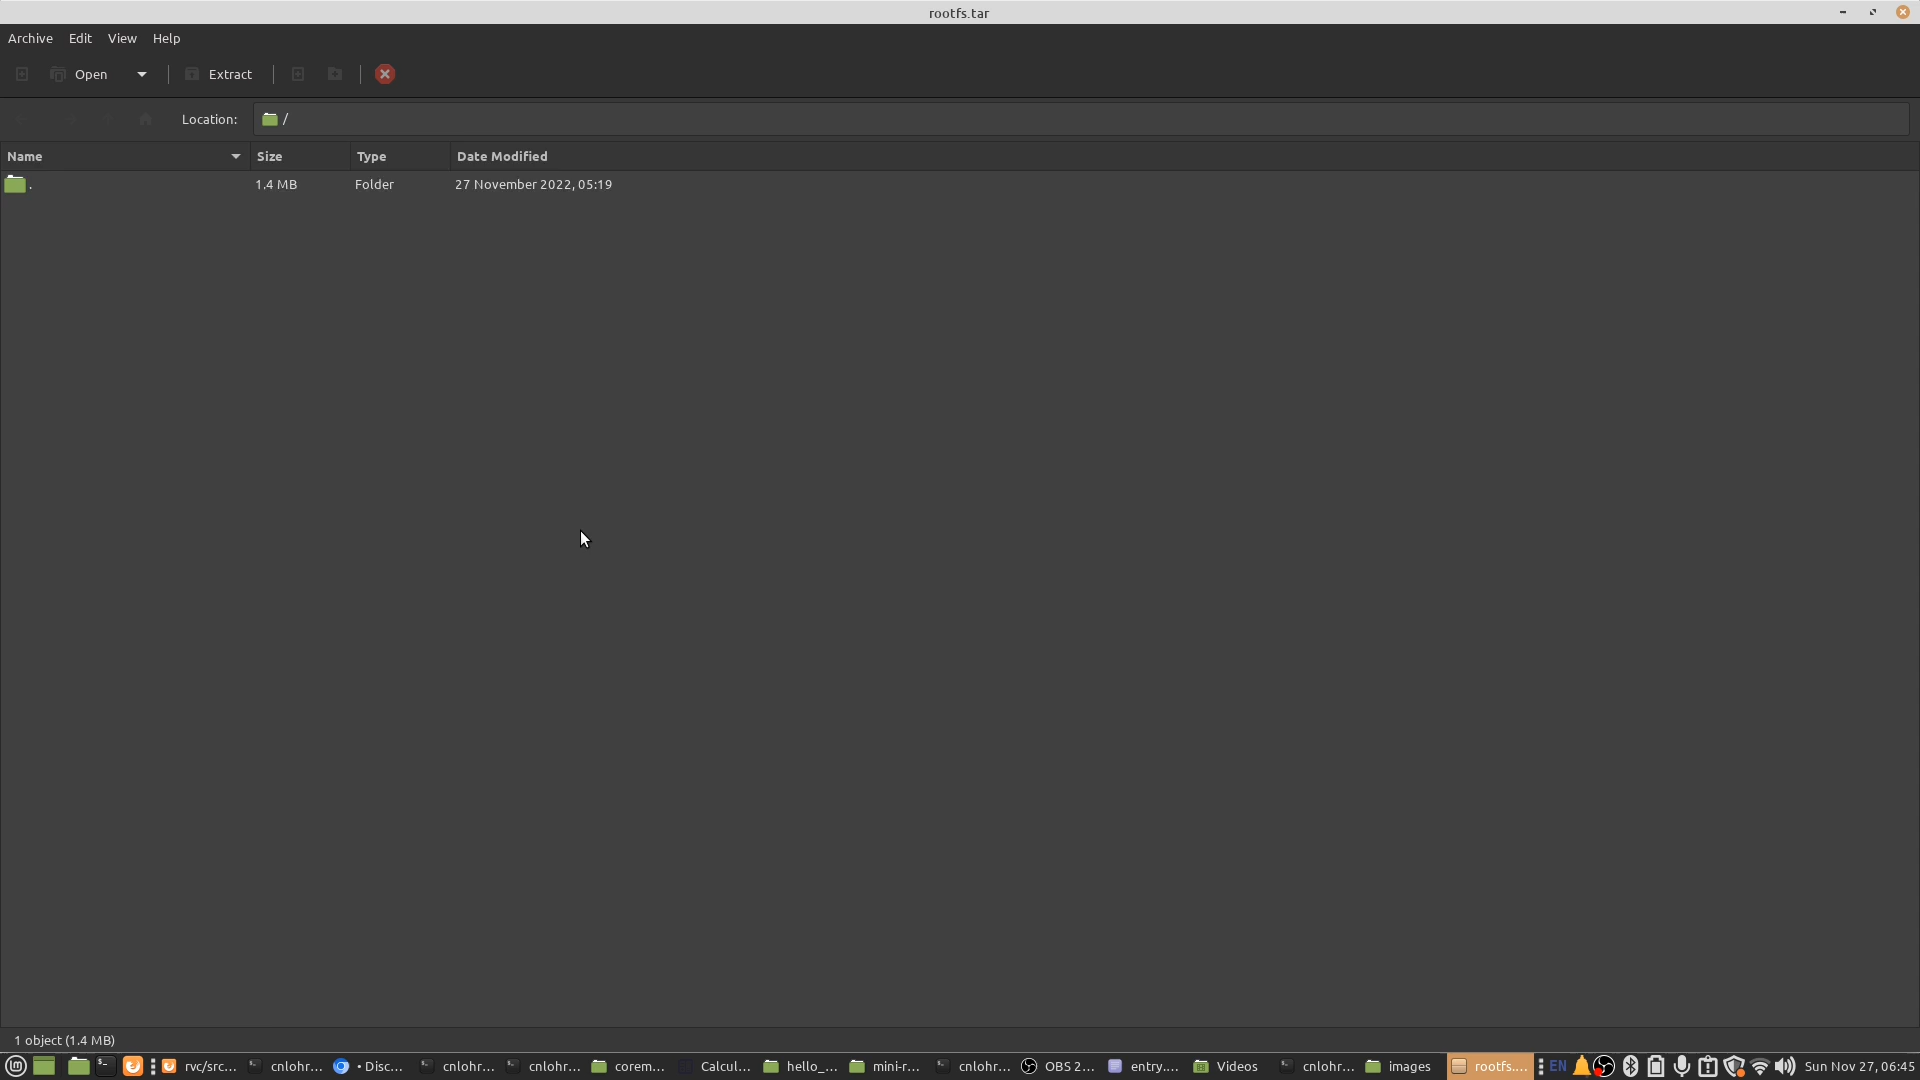 rootfs.tar
Archive Edit View Help
Open Extract
Location: /
Name Size Type Date Modified
. 1.4 MB Folder 27 November 2022, 05:19
1 object (1.4 MB)
rvc/src... cnlohr... • Disc... cnlohr... cnlohr... corem... Calcul... hello_... mini-r... cnlohr... OBS 2... entry.... Videos cnlohr... images rootfs.... EN Sun Nov 27, 06:45